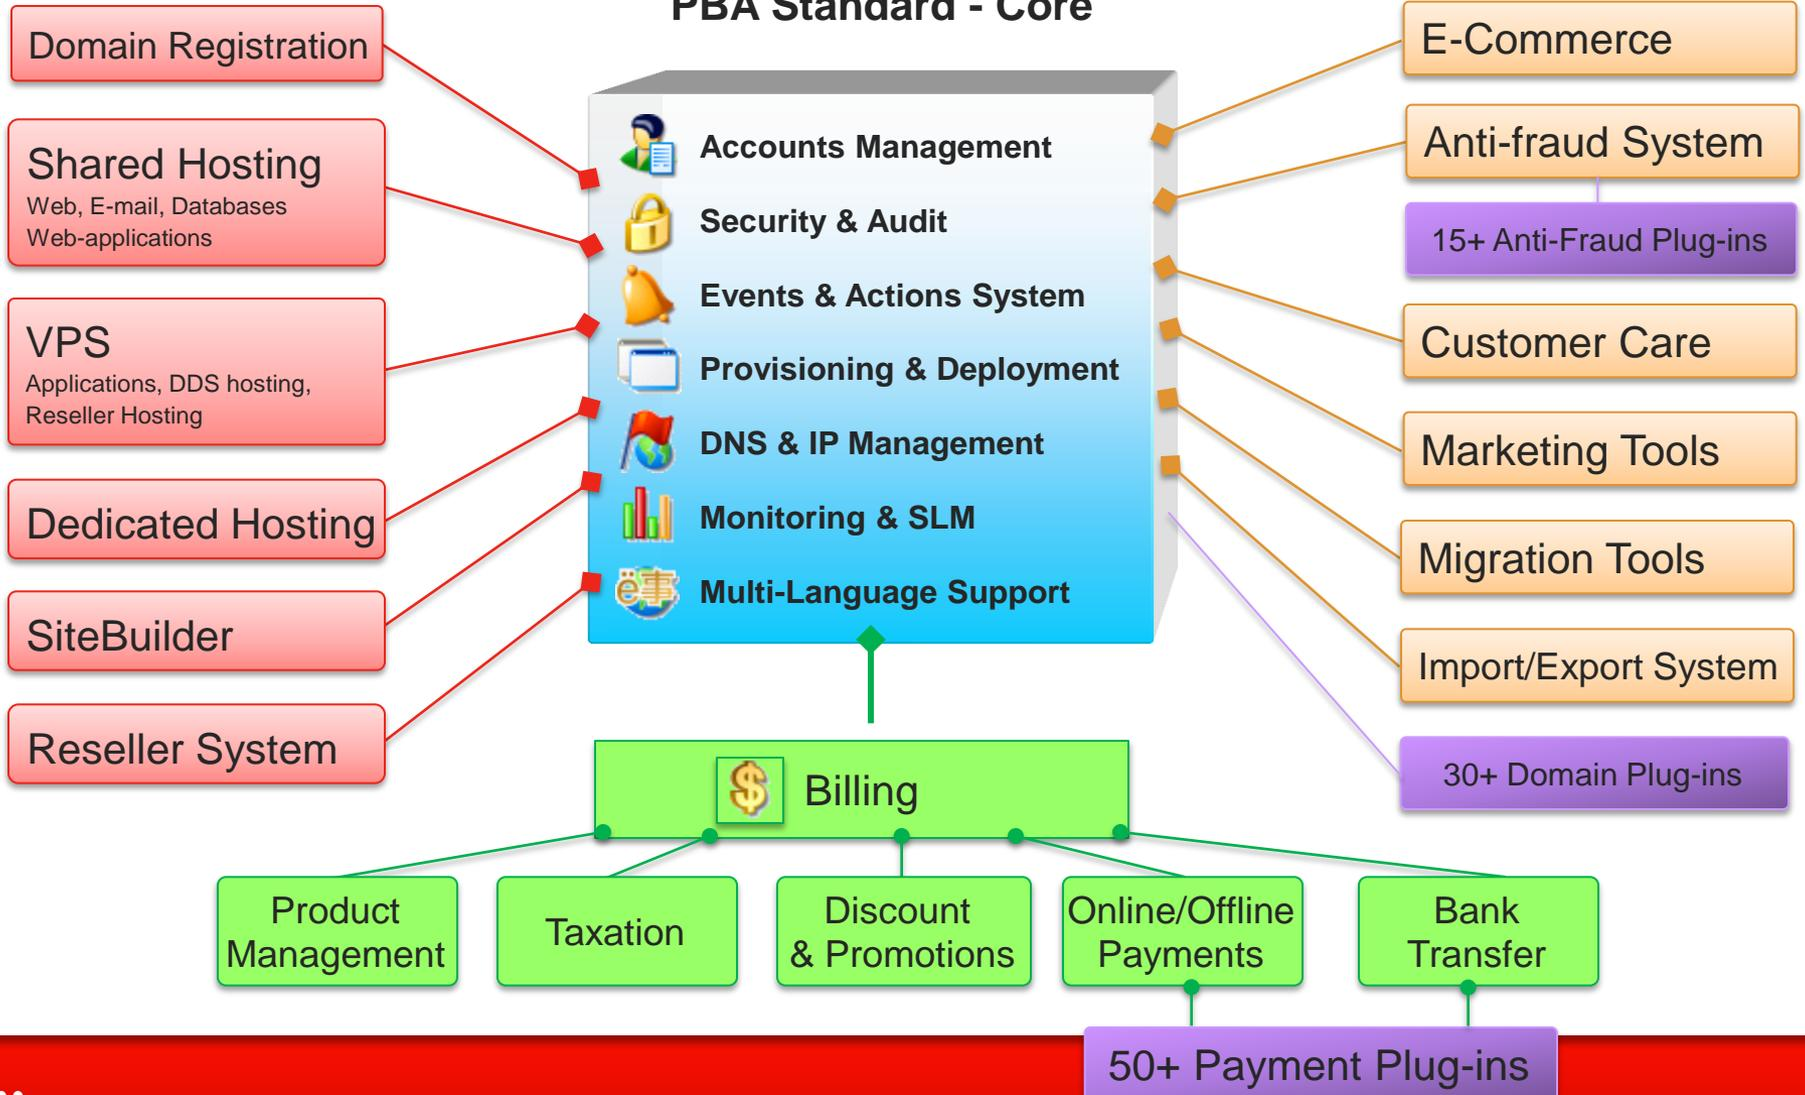 PBA Standard - Core
Domain Registration
Shared Hosting
Web, E-mail, Databases
Web-applications
VPS
Applications, DDS hosting,
Reseller Hosting
Dedicated Hosting
SiteBuilder
Reseller System
Accounts Management
Security & Audit
Events & Actions System
Provisioning & Deployment
DNS & IP Management
Monitoring & SLM
Multi-Language Support
E-Commerce
Anti-fraud System
15+ Anti-Fraud Plug-ins
Customer Care
Marketing Tools
Migration Tools
Import/Export System
30+ Domain Plug-ins
$ Billing
Product
Management
Taxation
Discount
& Promotions
Online/Offline
Payments
Bank
Transfer
50+ Payment Plug-ins